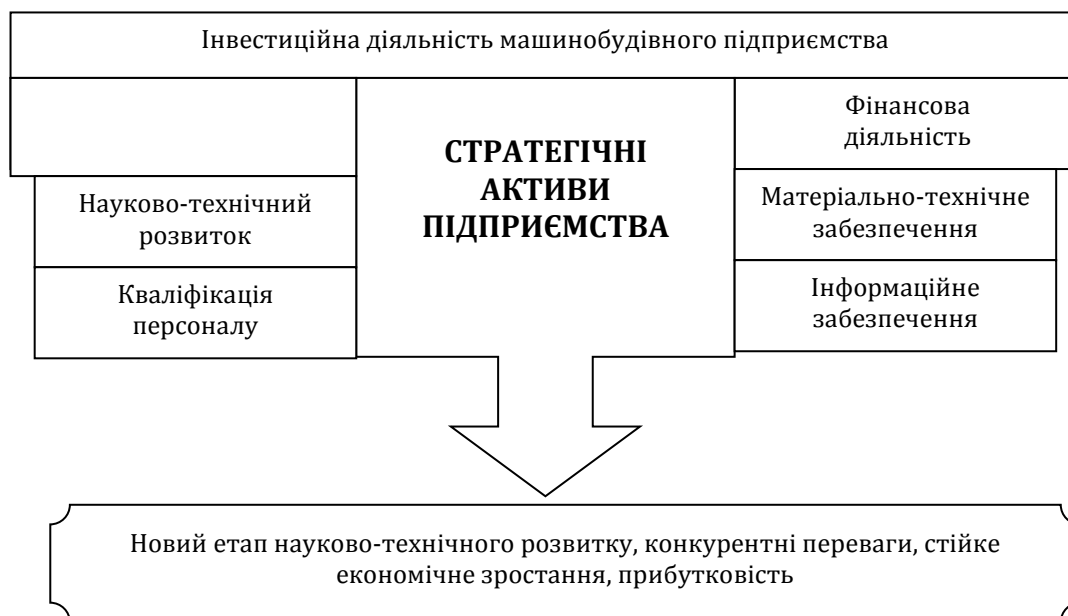 Інвестиційна діяльність машинобудівного підприємства
СТРАТЕГІЧНІ
АКТИВИ
ПІДПРИЄМСТВА
Фінансова
діяльність
Науково-технічний
розвиток
Матеріально-технічне
забезпечення
Кваліфікація
персоналу
Інформаційне
забезпечення
Новий етап науково-технічного розвитку, конкурентні переваги, стійке
економічне зростання, прибутковість